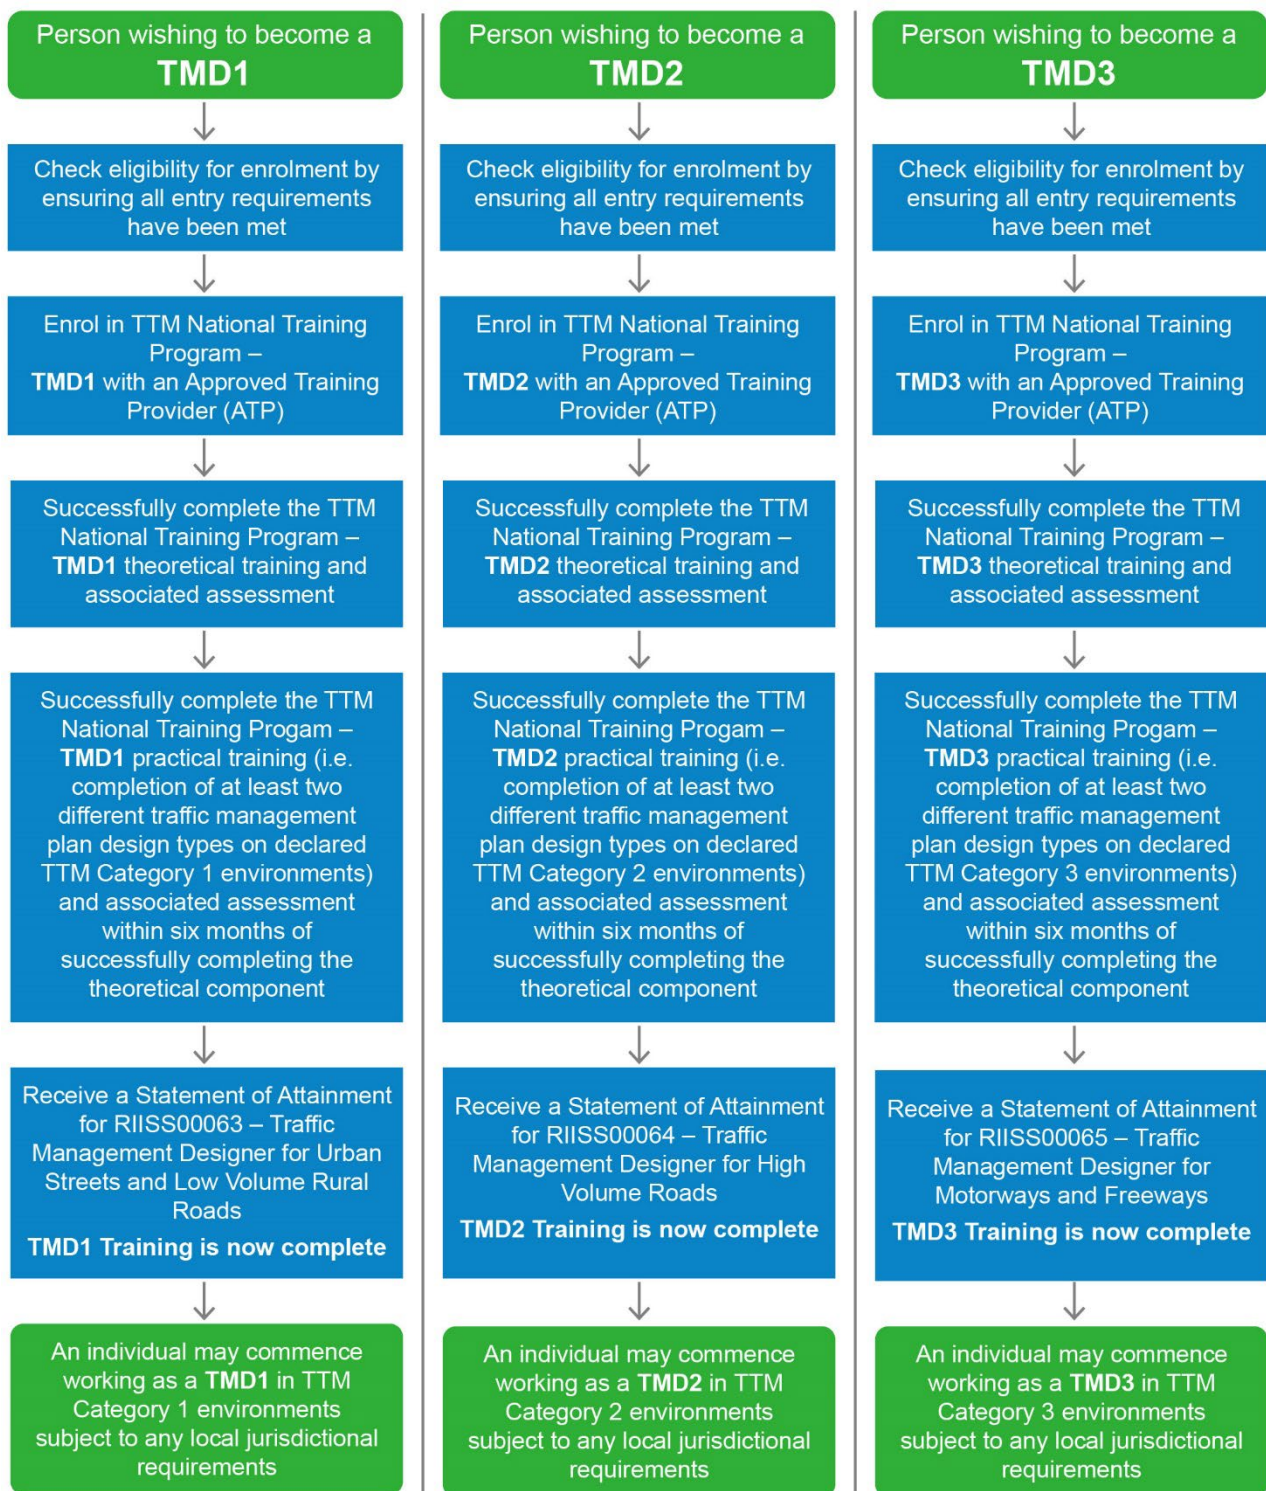 Person wishing to become a
TMD1
Check eligibility for enrolment by
ensuring all entry requirements
have been met
Enrol in TTM National Training
Program –
TMD1 with an Approved Training
Provider (ATP)
Successfully complete the TTM
National Training Program –
TMD1 theoretical training and
associated assessment
Successfully complete the TTM
National Training Progam –
TMD1 practical training (i.e.
completion of at least two
different traffic management
plan design types on declared
TTM Category 1 environments)
and associated assessment
within six months of
successfully completing the
theoretical component
Receive a Statement of Attainment
for RIISS00063 – Traffic
Management Designer for Urban
Streets and Low Volume Rural
Roads
TMD1 Training is now complete
An individual may commence
working as a TMD1 in TTM
Category 1 environments
subject to any local jurisdictional
requirements
Person wishing to become a
TMD2
Check eligibility for enrolment by
ensuring all entry requirements
have been met
Enrol in TTM National Training
Program –
TMD2 with an Approved Training
Provider (ATP)
Successfully complete the TTM
National Training Program –
TMD2 theoretical training and
associated assessment
Successfully complete the TTM
National Training Progam –
TMD2 practical training (i.e.
completion of at least two
different traffic management
plan design types on declared
TTM Category 2 environments)
and associated assessment
within six months of
successfully completing the
theoretical component
Receive a Statement of Attainment
for RIISS00064 – Traffic
Management Designer for High
Volume Roads
TMD2 Training is now complete
An individual may commence
working as a TMD2 in TTM
Category 2 environments
subject to any local jurisdictional
requirements
Person wishing to become a
TMD3
Check eligibility for enrolment by
ensuring all entry requirements
have been met
Enrol in TTM National Training
Program –
TMD3 with an Approved Training
Provider (ATP)
Successfully complete the TTM
National Training Program –
TMD3 theoretical training and
associated assessment
Successfully complete the TTM
National Training Progam –
TMD3 practical training (i.e.
completion of at least two
different traffic management
plan design types on declared
TTM Category 3 environments)
and associated assessment
within six months of
successfully completing the
theoretical component
Receive a Statement of Attainment
for RIISS00065 – Traffic
Management Designer for
Motorways and Freeways
TMD3 Training is now complete
An individual may commence
working as a TMD3 in TTM
Category 3 environments
subject to any local jurisdictional
requirements